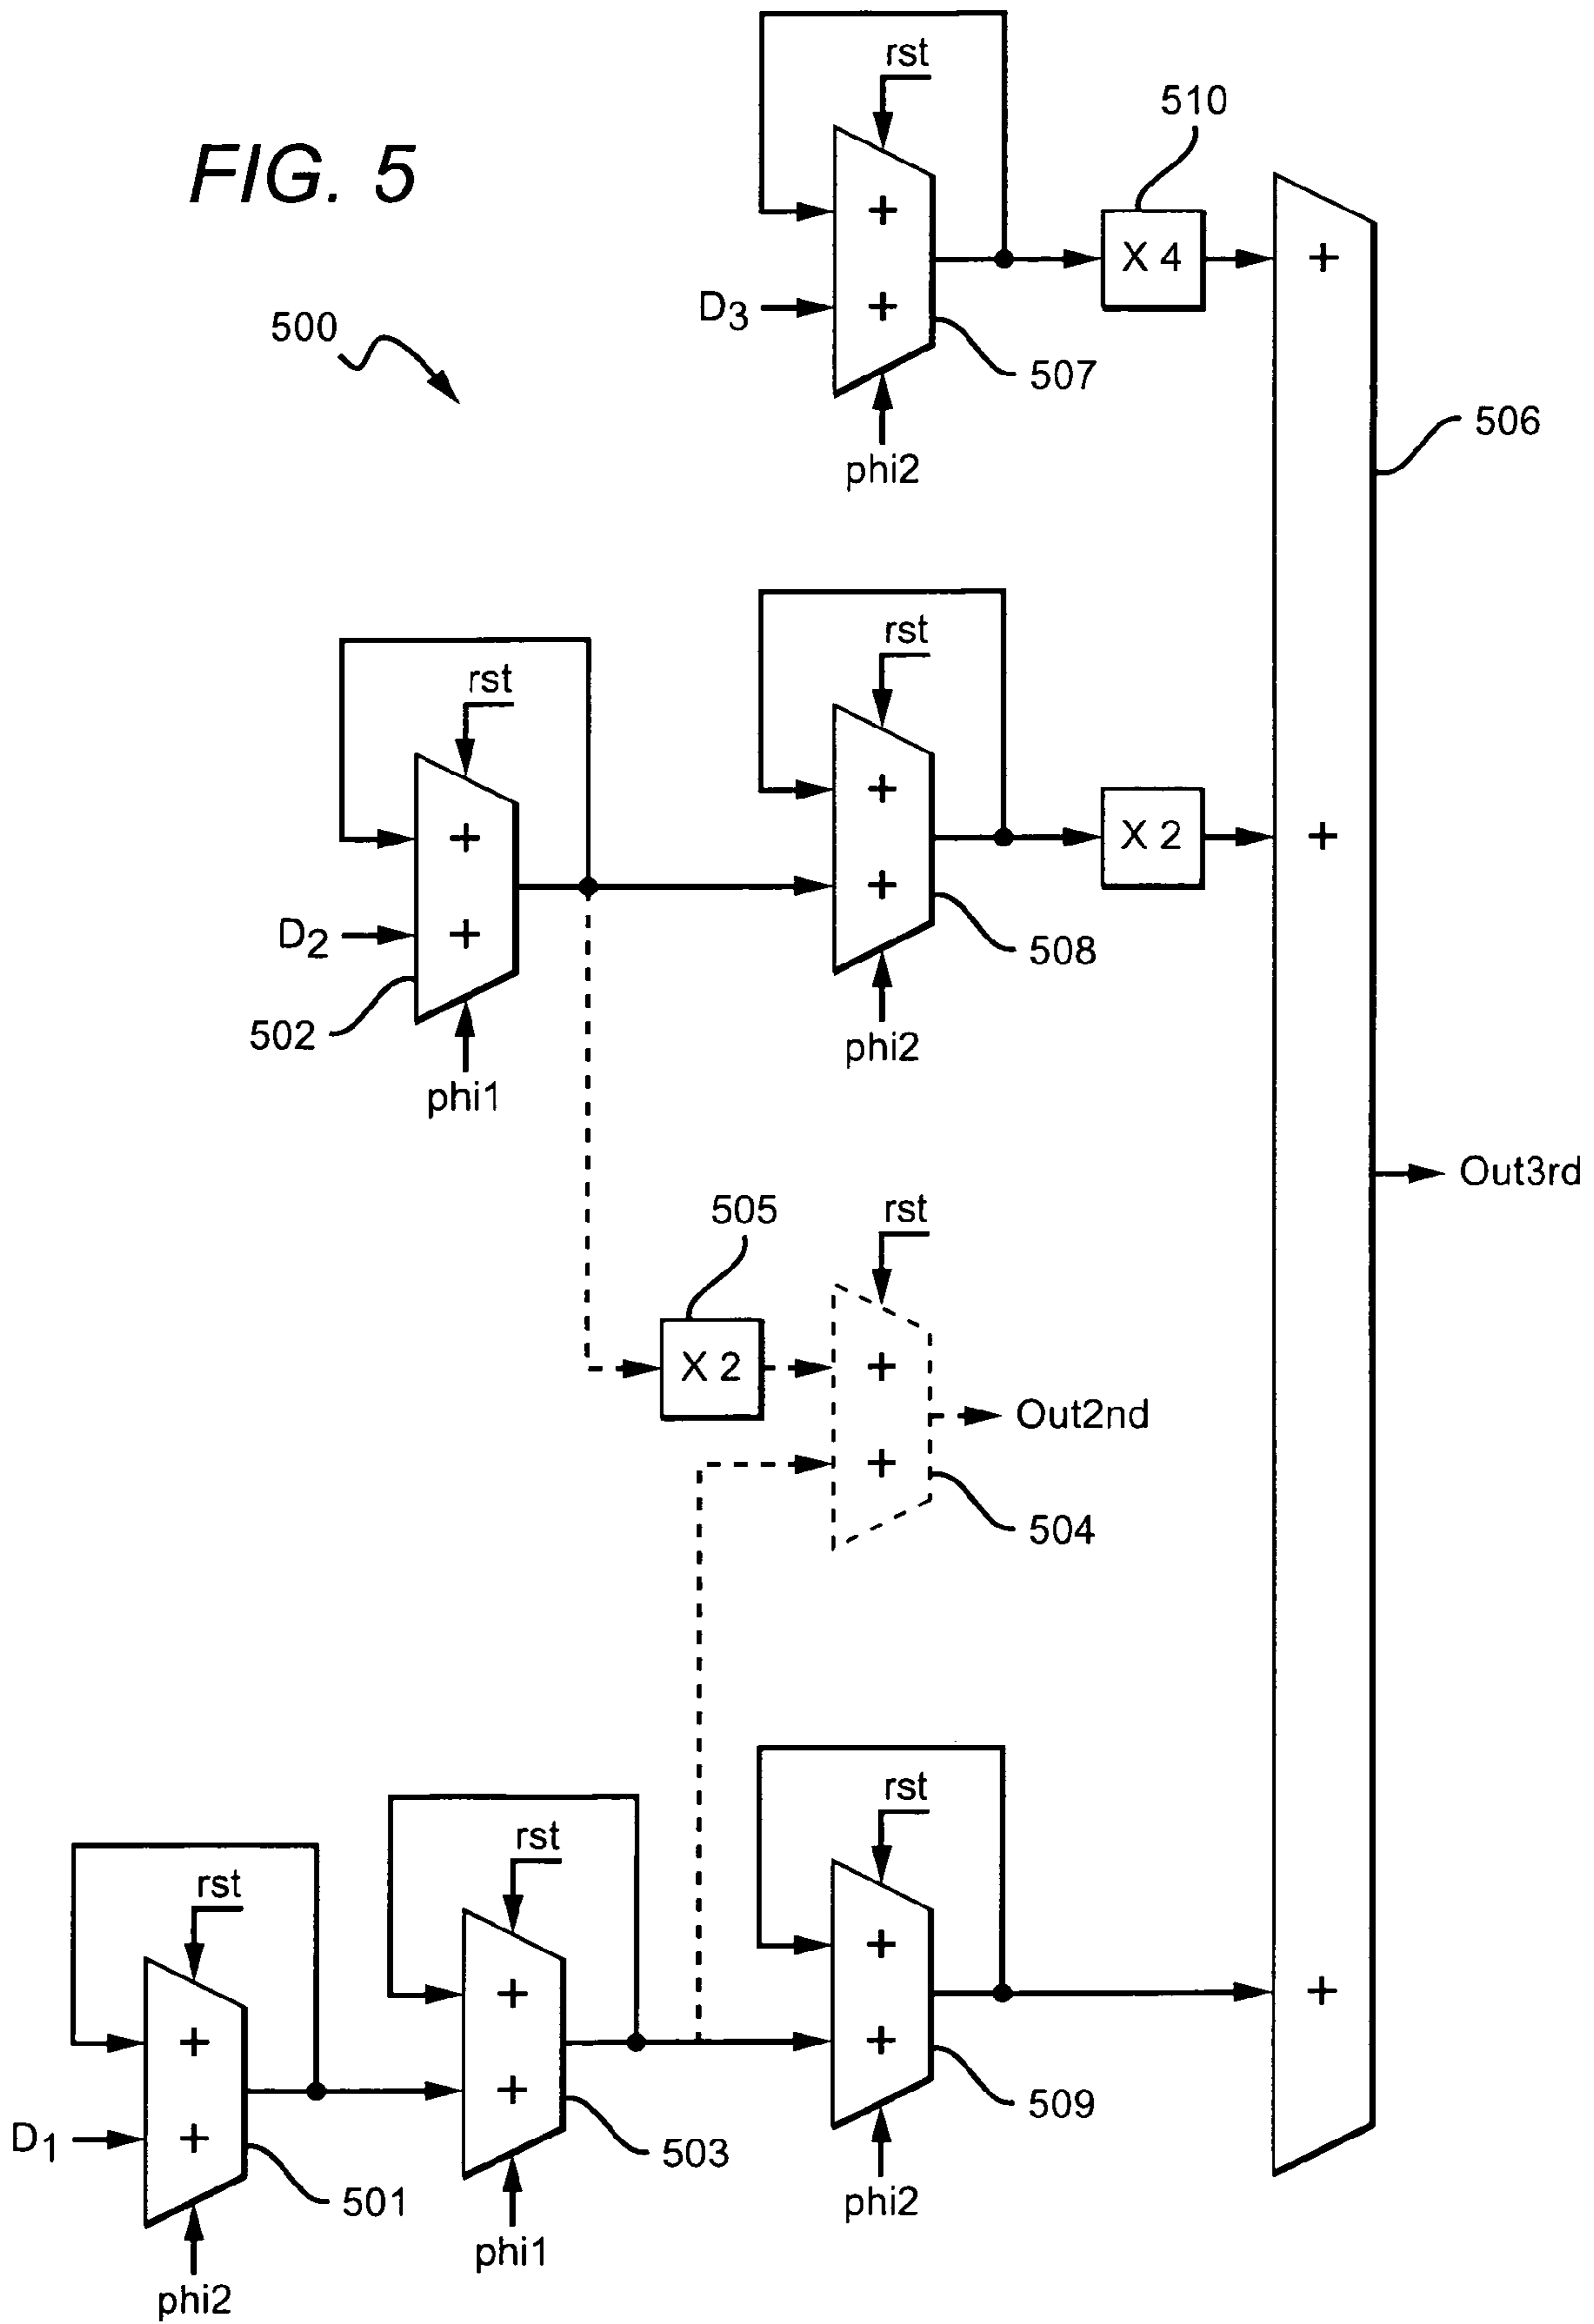 FIG. 5
500
rst
510
+
X 4
+
D3
+
507
506
phi2
rst
rst
+
X 2
+
+
+
D2
+
508
502
phi2
phi1
Out3rd
505
rst
X 2
+
Out2nd
+
504
rst
rst
rst
+
+
+
+
+
+
D1
+
509
503
501
phi2
phi1
phi2